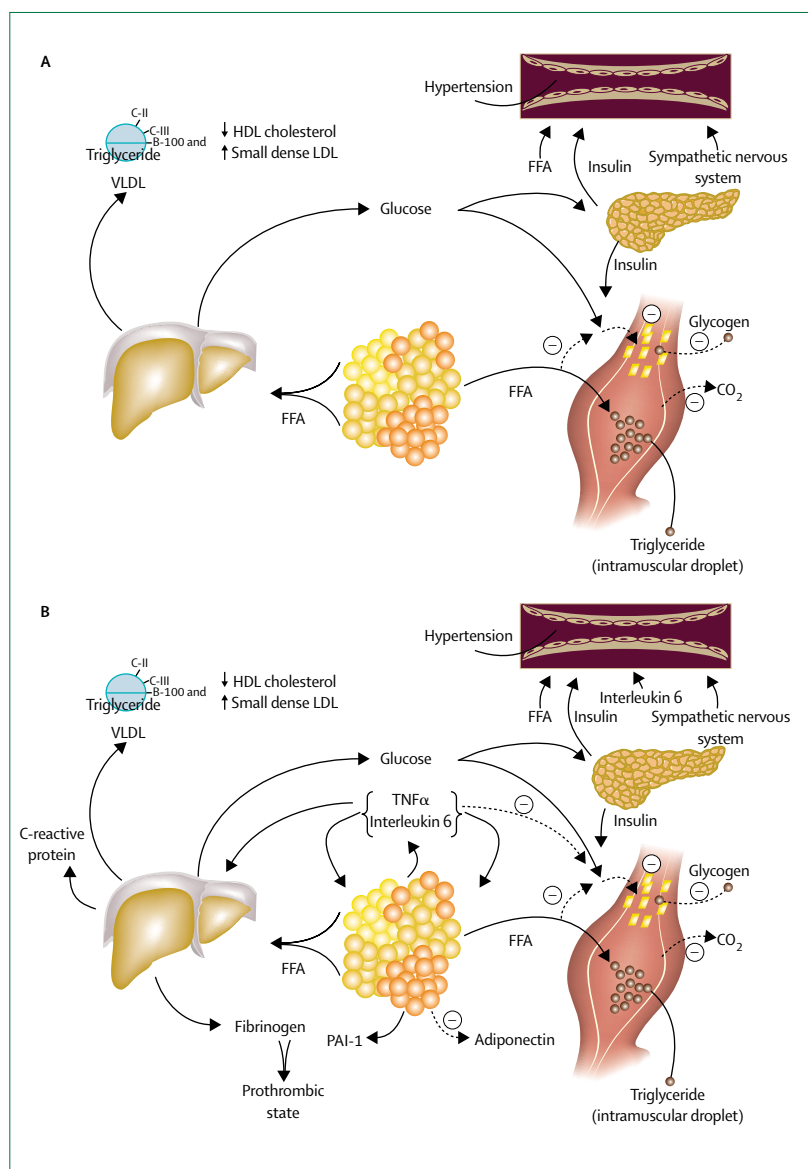 A
Hypertension
C-II
C-III
B-100 and
Triglyceride
VLDL
↓ HDL cholesterol
↑ Small dense LDL
FFA
Insulin
Sympathetic nervous
system
Glucose
Insulin
−
−
Glycogen
−
FFA
FFA
CO2
−
Triglyceride
(intramuscular droplet)
B
Hypertension
C-II
C-III
B-100 and
Triglyceride
VLDL
↓ HDL cholesterol
↑ Small dense LDL
FFA
Insulin
Interleukin 6
Sympathetic nervous
system
Glucose
TNFα
Interleukin 6
−
Insulin
C-reactive
protein
−
−
Glycogen
−
FFA
FFA
CO2
−
Fibrinogen
PAI-1
−
Adiponectin
Prothrombic
state
Triglyceride
(intramuscular droplet)